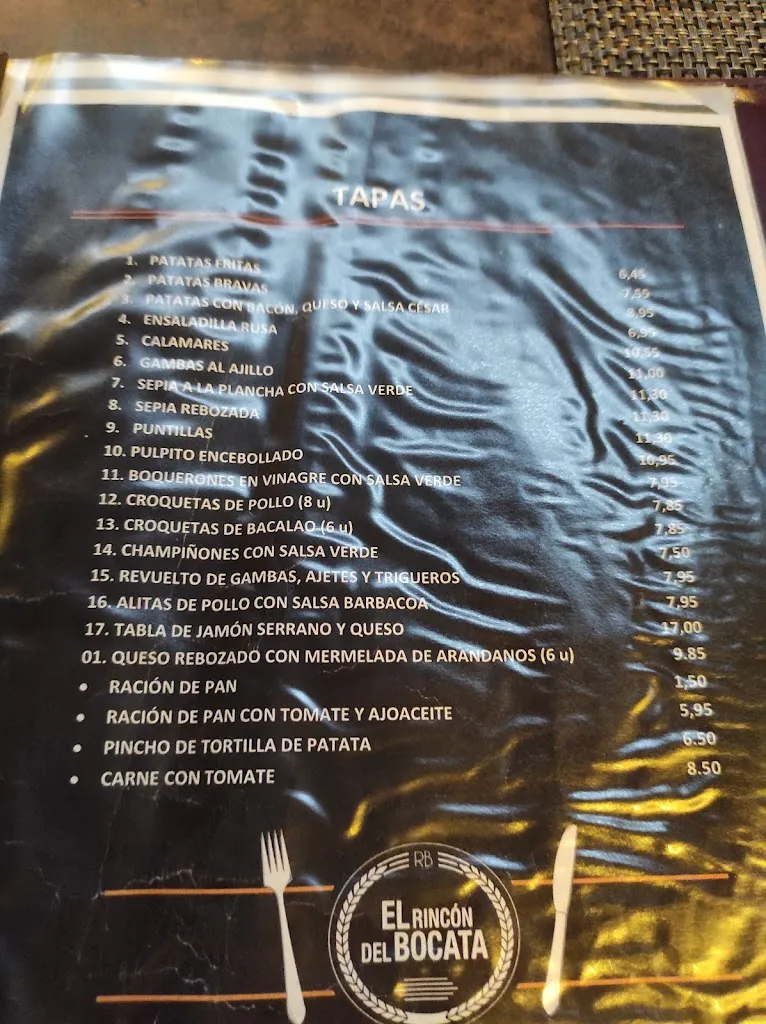 TAPAS
1. PATATAS FRITAS 6,45
2. PATATAS BRAVAS 7,55
3. PATATAS CON BACÓN, QUESO Y SALSA CÉSAR 8,95
4. ENSALADILLA RUSA 6,95
5. CALAMARES 10,55
6. GAMBAS AL AJILLO 11,00
7. SEPIA A LA PLANCHA CON SALSA VERDE 11,30
8. SEPIA REBOZADA 11,30
9. PUNTILLAS 11,30
10. PULPITO ENCEBOLLADO 10,95
11. BOQUERONES EN VINAGRE CON SALSA VERDE 7,95
12. CROQUETAS DE POLLO (8 u) 7,85
13. CROQUETAS DE BACALAO (6 u) 7,85
14. CHAMPIÑONES CON SALSA VERDE 7,50
15. REVUELTO DE GAMBAS, AJETES Y TRIGUEROS 7,95
16. ALITAS DE POLLO CON SALSA BARBACOA 7,95
17. TABLA DE JAMÓN SERRANO Y QUESO 17,00
01. QUESO REBOZADO CON MERMELADA DE ARANDANOS (6 u) 9.85
• RACIÓN DE PAN 1,50
• RACIÓN DE PAN CON TOMATE Y AJOACEITE 5,95
• PINCHO DE TORTILLA DE PATATA 6.50
• CARNE CON TOMATE 8.50
RB
EL RINCÓN
DEL BOCATA